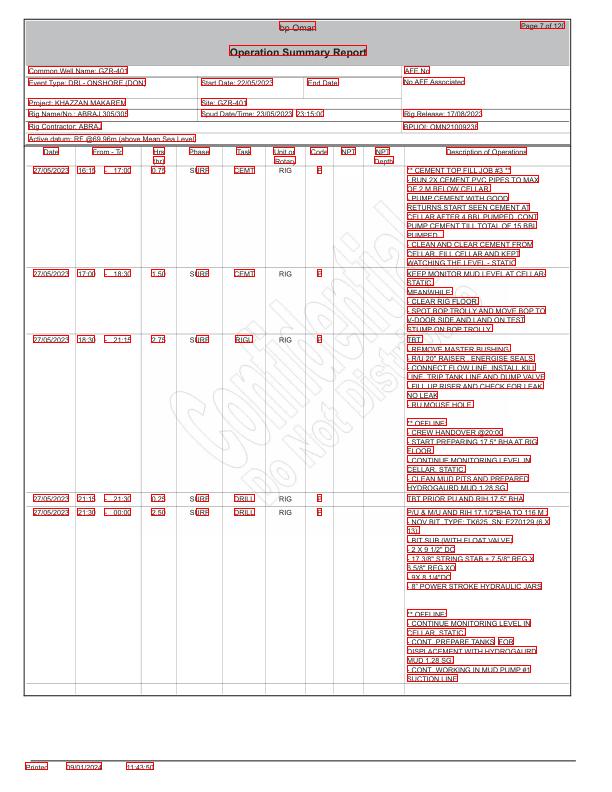 bp Oman
Page 7 of 120
Operation Summary Report
Common Well Name: GZR-401
AFE No
Event Type: DRL- ONSHORE (DON)
Start Date: 22/05/2023
End Date:
No AFE Associated
Project: KHAZZAN MAKAREM
Site: GZR-401
Rig Name/No.: ABRAJ 305/305
Spud Date/Time: 23/05/2023 23:15:00
Rig Release: 17/08/2023
Rig Contractor: ABRAJ
BPUOI: OMN21009236
Active datum: RF @69.96m (above Mean Sea Level)
Date From - To Hrs (hr) Phase Task Unit or Rotary Code NPT NPT Depth Description of Operations
27/05/2023 16:15 - 17:00 0.75 SURF CEMT RIG P ** CEMENT TOP FILL JOB #3 **
- RUN 2X CEMENT PVC PIPES TO MAX
OF 2 M BELOW CELLAR.
- PUMP CEMENT WITH GOOD
RETURNS.START SEEN CEMENT AT
CELLAR AFTER 4 BBL PUMPED. CONT
PUMP CEMENT TILL TOTAL OF 15 BBL
PUMPED.
- CLEAN AND CLEAR CEMENT FROM
CELLAR. FILL CELLAR AND KEPT
WATCHING THE LEVEL - STATIC
27/05/2023 17:00 - 18:30 1.50 SURF CEMT RIG P KEEP MONITOR MUD LEVEL AT CELLAR
STATIC.
MEANWHILE:
- CLEAR RIG FLOOR.
- SPOT BOP TROLLY AND MOVE BOP TO
V-DOOR SIDE AND LAND ON TEST
STUMP ON BOP TROLLY.
27/05/2023 18:30 - 21:15 2.75 SURF RIGU RIG P TBT.
- REMOVE MASTER BUSHING.
- R/U 20" RAISER , ENERGISE SEALS.
- CONNECT FLOW LINE, INSTALL KILL
LINE, TRIP TANK LINE AND DUMP VALVE
- FILL UP RISER AND CHECK FOR LEAK.
NO LEAK
- RU MOUSE HOLE.
** OFFLINE:
- CREW HANDOVER @20:00
- START PREPARING 17.5" BHA AT RIG
FLOOR.
- CONTINUE MONITORING LEVEL IN
CELLAR. STATIC.
- CLEAN MUD PITS AND PREPARED
HYDROGAURD MUD 1.28 SG.
27/05/2023 21:15 - 21:30 0.25 SURF DRILL RIG P TBT PRIOR PU AND RIH 17.5" BHA
27/05/2023 21:30 - 00:00 2.50 SURF DRILL RIG P P/U & M/U AND RIH 17.1/2"BHA TO 116 M :
- NOV BIT, TYPE: TK625, SN: E270129 (6 X
13).
- BIT SUB (WITH FLOAT VALVE)
- 2 X 9 1/2" DC
- 17 3/8" STRING STAB + 7.5/8" REG X
6.5/8" REG XO
- 9X 8.1/4"DC
- 8" POWER STROKE HYDRAULIC JARS
** OFFLINE:
- CONTINUE MONITORING LEVEL IN
CELLAR. STATIC.
- CONT. PREPARE TANKS FOR
DISPLACEMENT WITH HYDROGAURD
MUD 1.28 SG.
- CONT. WORKING IN MUD PUMP #1
SUCTION LINE
Confidential
Do Not Distribute
Printed 09/01/2024 11:43:50